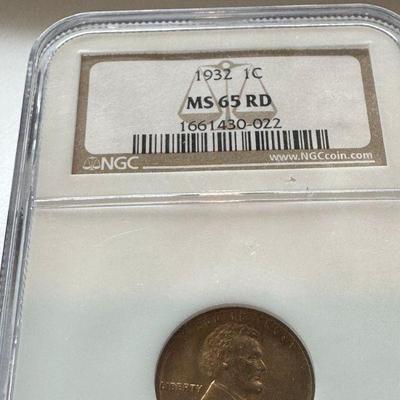 1932 1C
MS 65 RD
1661430-022
NGC
www.NGCcoin.com
LIBERTY